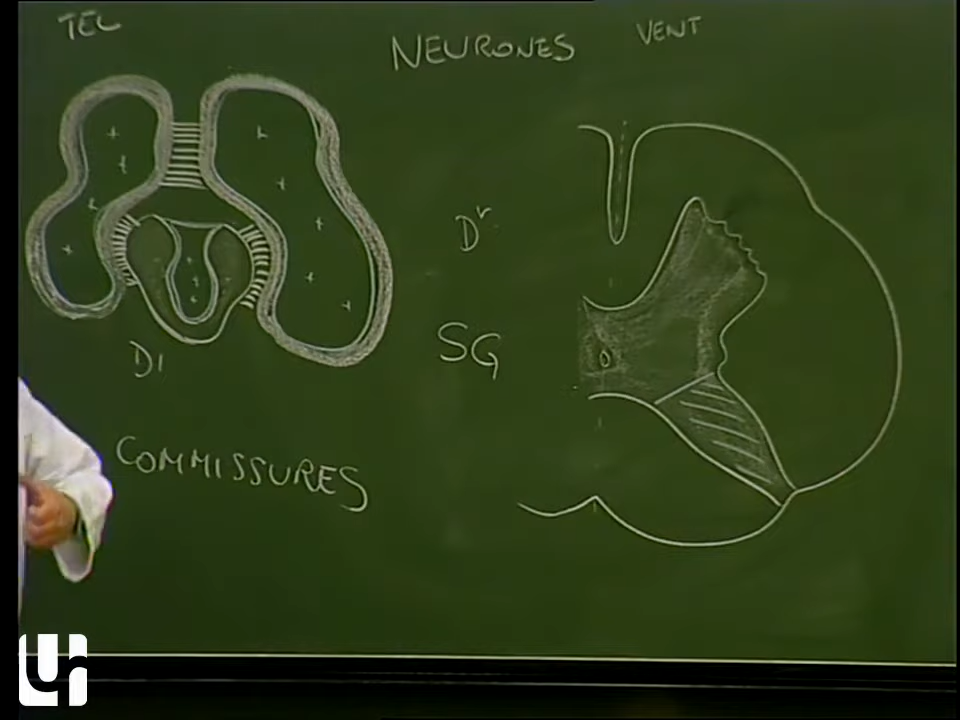 TEL
NEURONES
VENT
Dʳ
SG
DI
COMMISSURES